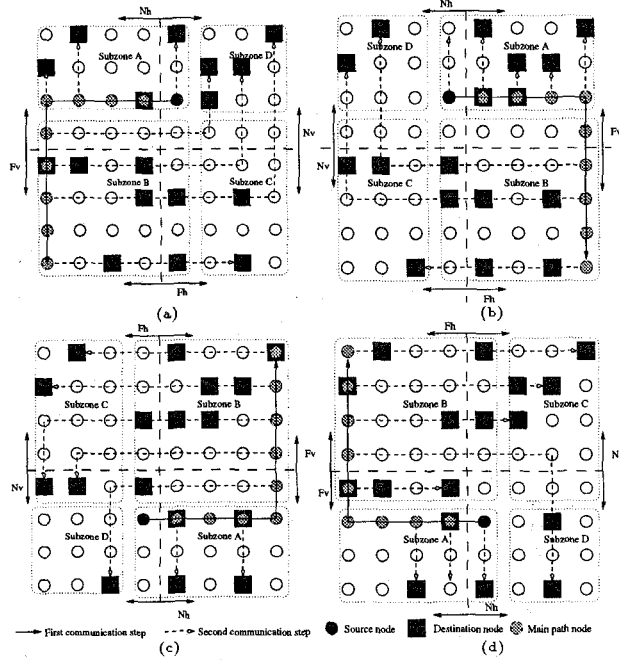 Nh
Subzone A
Subzone D
Fv
Nv
Subzone B
Subzone C
Fh
(a)
Nh
Subzone D
Subzone A
Nv
Fv
Subzone C
Subzone B
Fh
(b)
Fh
Subzone C
Subzone B
Nv
Fv
Subzone D
Subzone A
Nh
(c)
Fh
Subzone B
Subzone C
Fv
Subzone A
Subzone D
Nh
(d)
First communication step
Second communication step
Source node
Destination node
Main path node